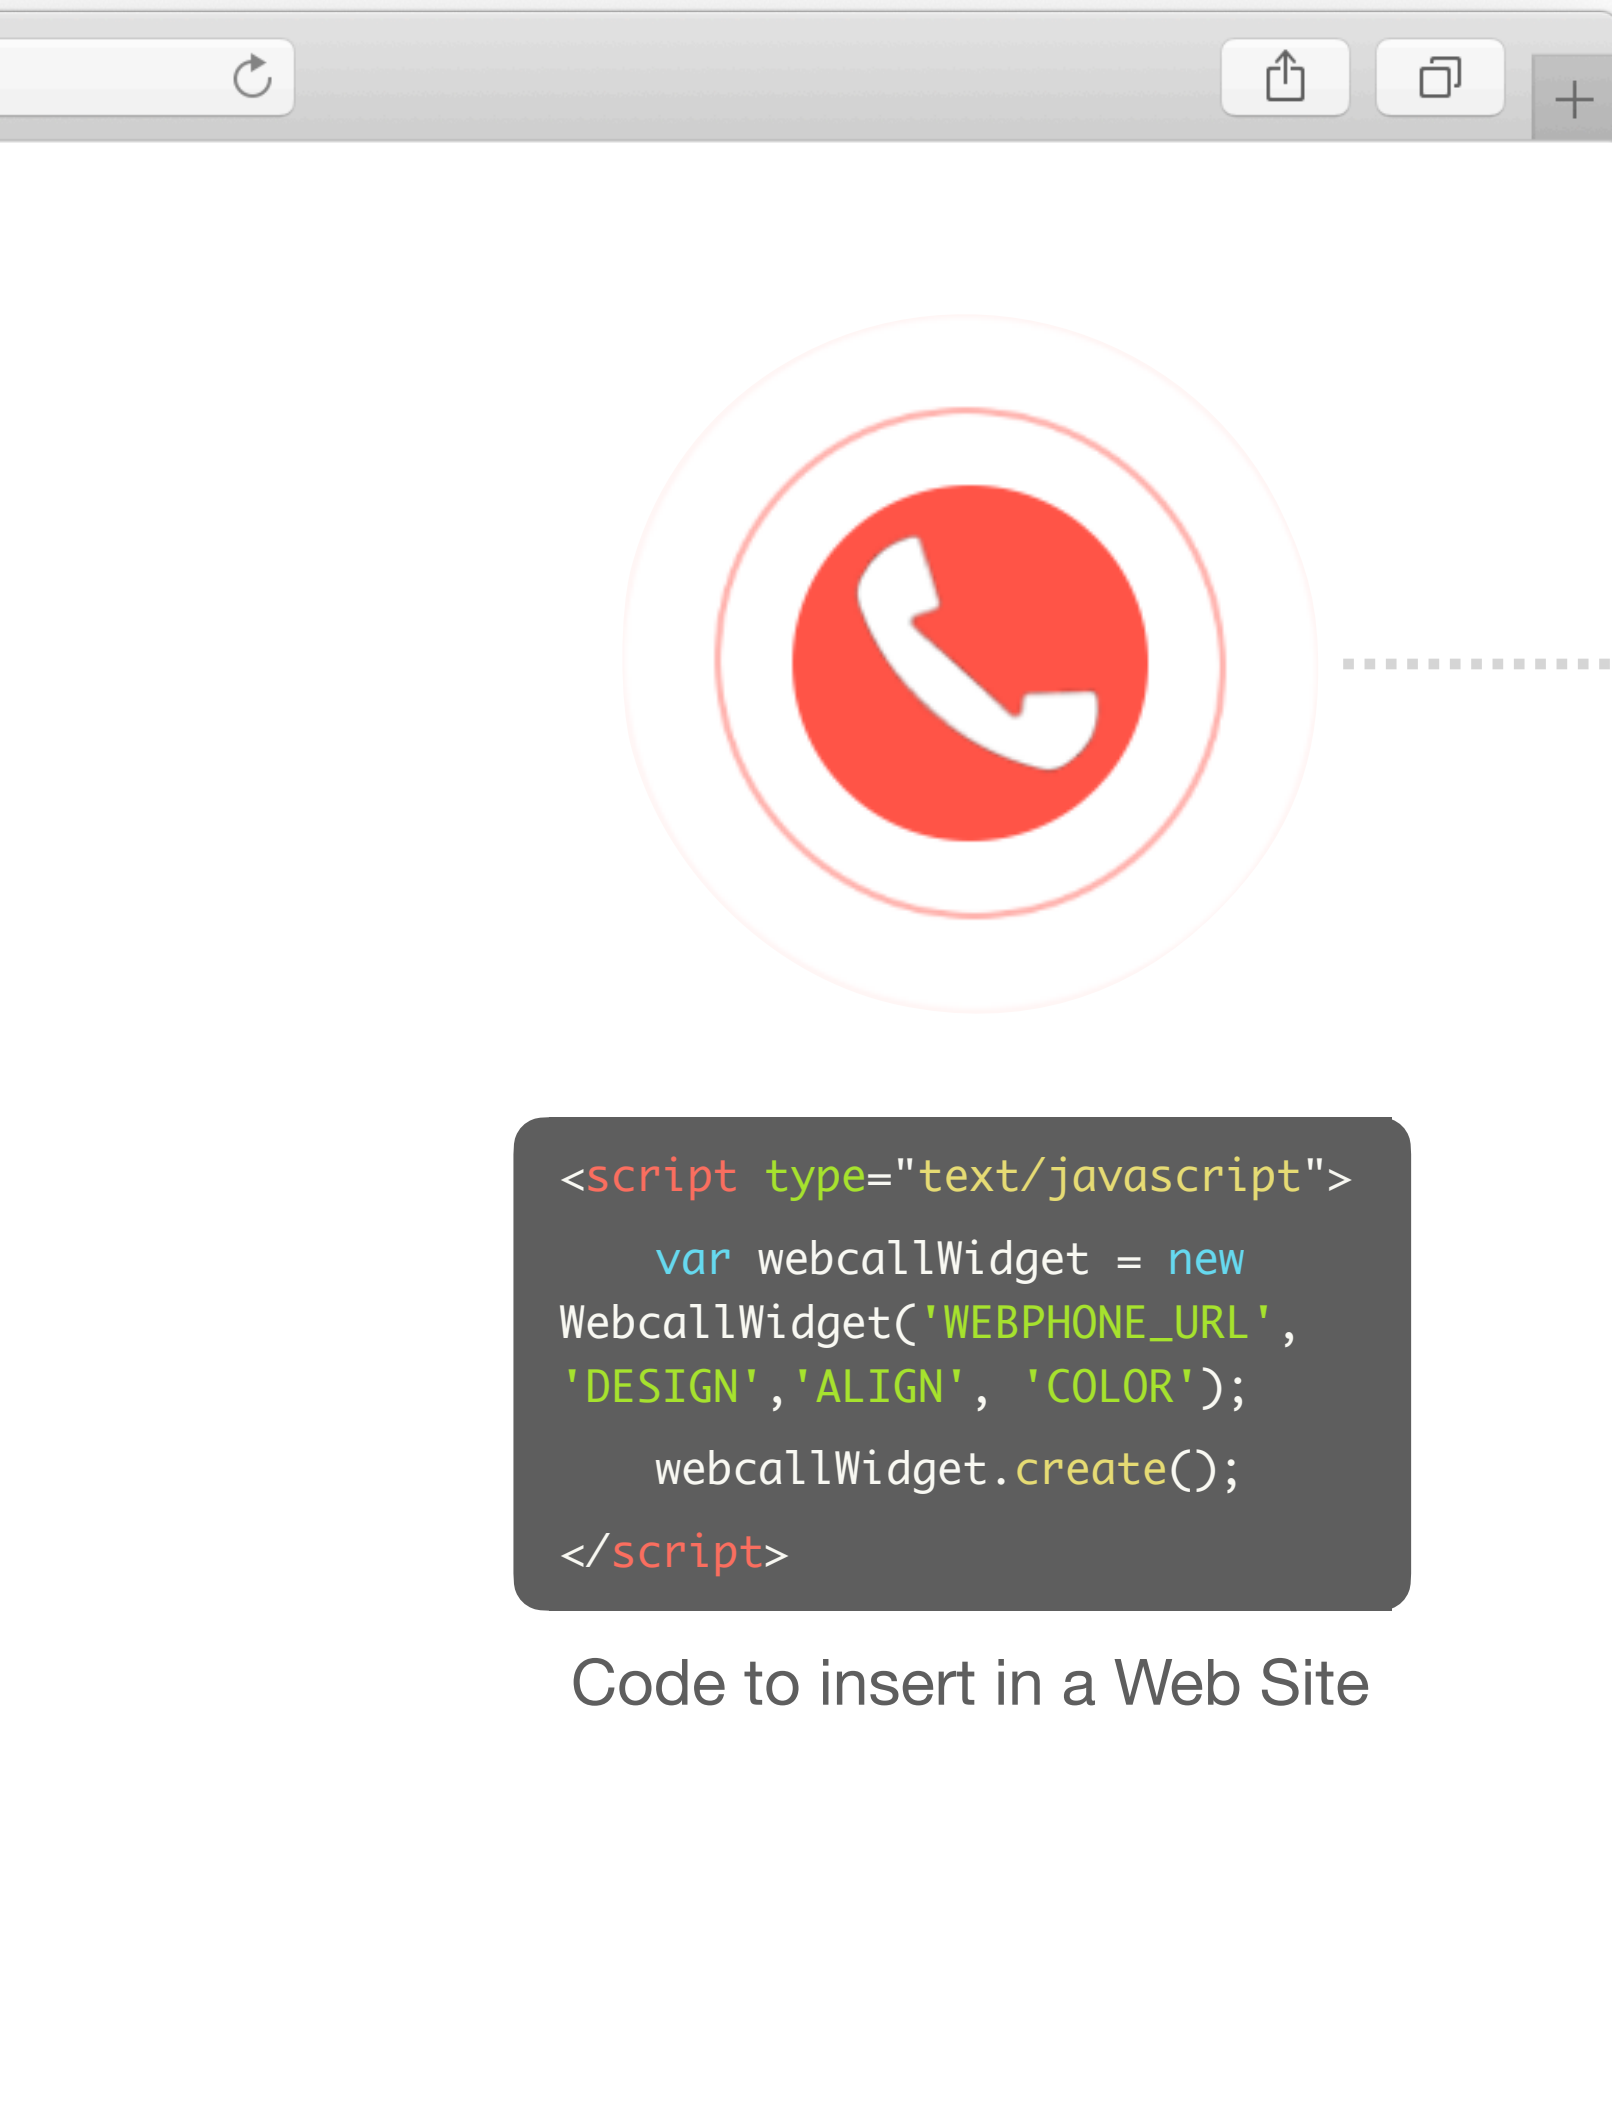 <script type="text/javascript">
var webcallWidget = new
WebcallWidget('WEBPHONE_URL',
'DESIGN','ALIGN', 'COLOR');
webcallWidget.create();
</script>
Code to insert in a Web Site